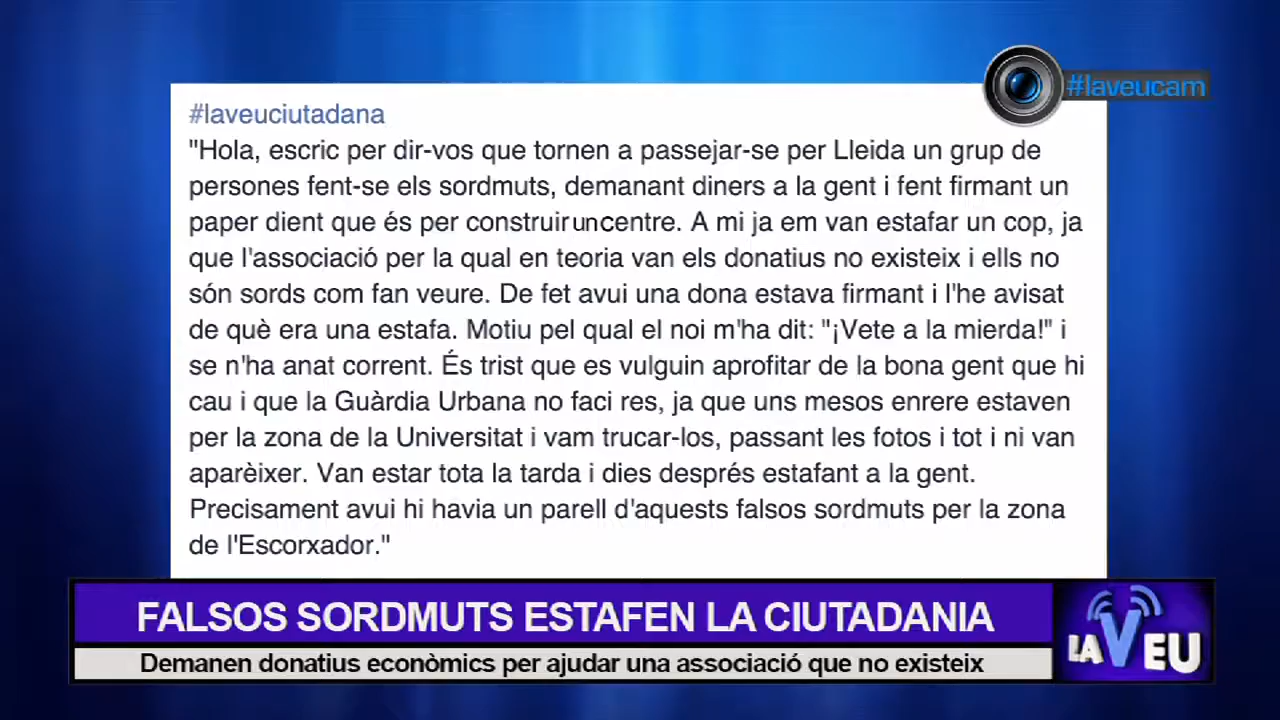 #laveucam
#laveuciutadana
"Hola, escric per dir-vos que tornen a passejar-se per Lleida un grup de
persones fent-se els sordmuts, demanant diners a la gent i fent firmant un
paper dient que és per construir un centre. A mi ja em van estafar un cop, ja
que l'associació per la qual en teoria van els donatius no existeix i ells no
són sords com fan veure. De fet avui una dona estava firmant i l'he avisat
de què era una estafa. Motiu pel qual el noi m'ha dit: "¡Vete a la mierda!" i
se n'ha anat corrent. És trist que es vulguin aprofitar de la bona gent que hi
cau i que la Guàrdia Urbana no faci res, ja que uns mesos enrere estaven
per la zona de la Universitat i vam trucar-los, passant les fotos i tot i ni van
aparèixer. Van estar tota la tarda i dies després estafant a la gent.
Precisament avui hi havia un parell d'aquests falsos sordmuts per la zona
de l'Escorxador."
FALSOS SORDMUTS ESTAFEN LA CIUTADANIA
Demanen donatius econòmics per ajudar una associació que no existeix
LA VEU